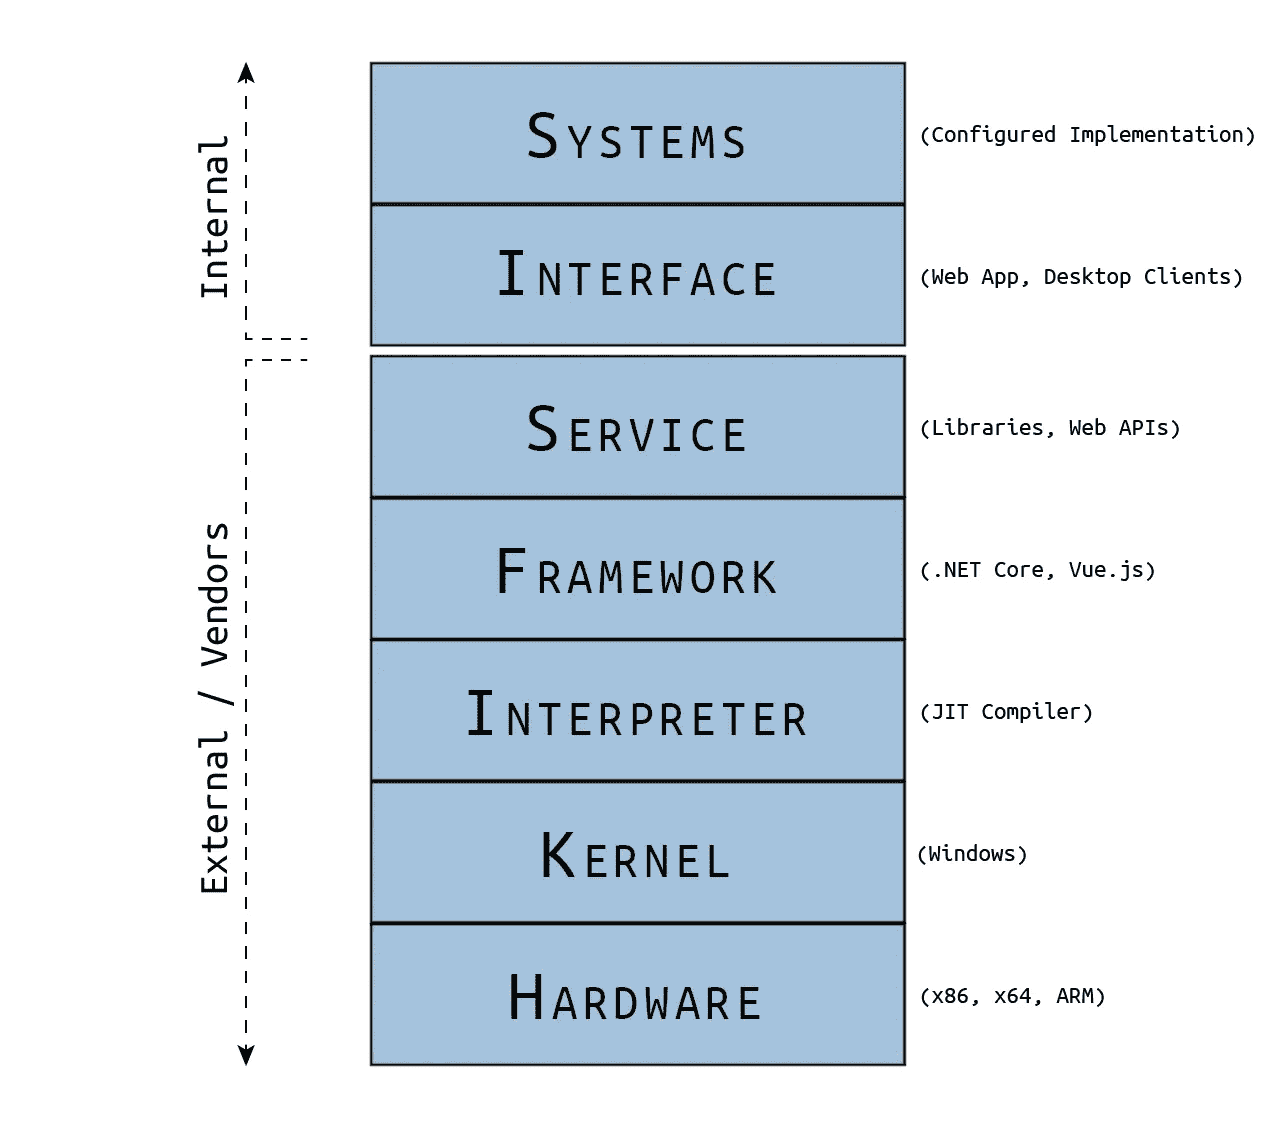 Internal
External / Vendors
SYSTEMS
(Configured Implementation)
INTERFACE
(Web App, Desktop Clients)
SERVICE
(Libraries, Web APIs)
FRAMEWORK
(.NET Core, Vue.js)
INTERPRETER
(JIT Compiler)
KERNEL
(Windows)
HARDWARE
(x86, x64, ARM)